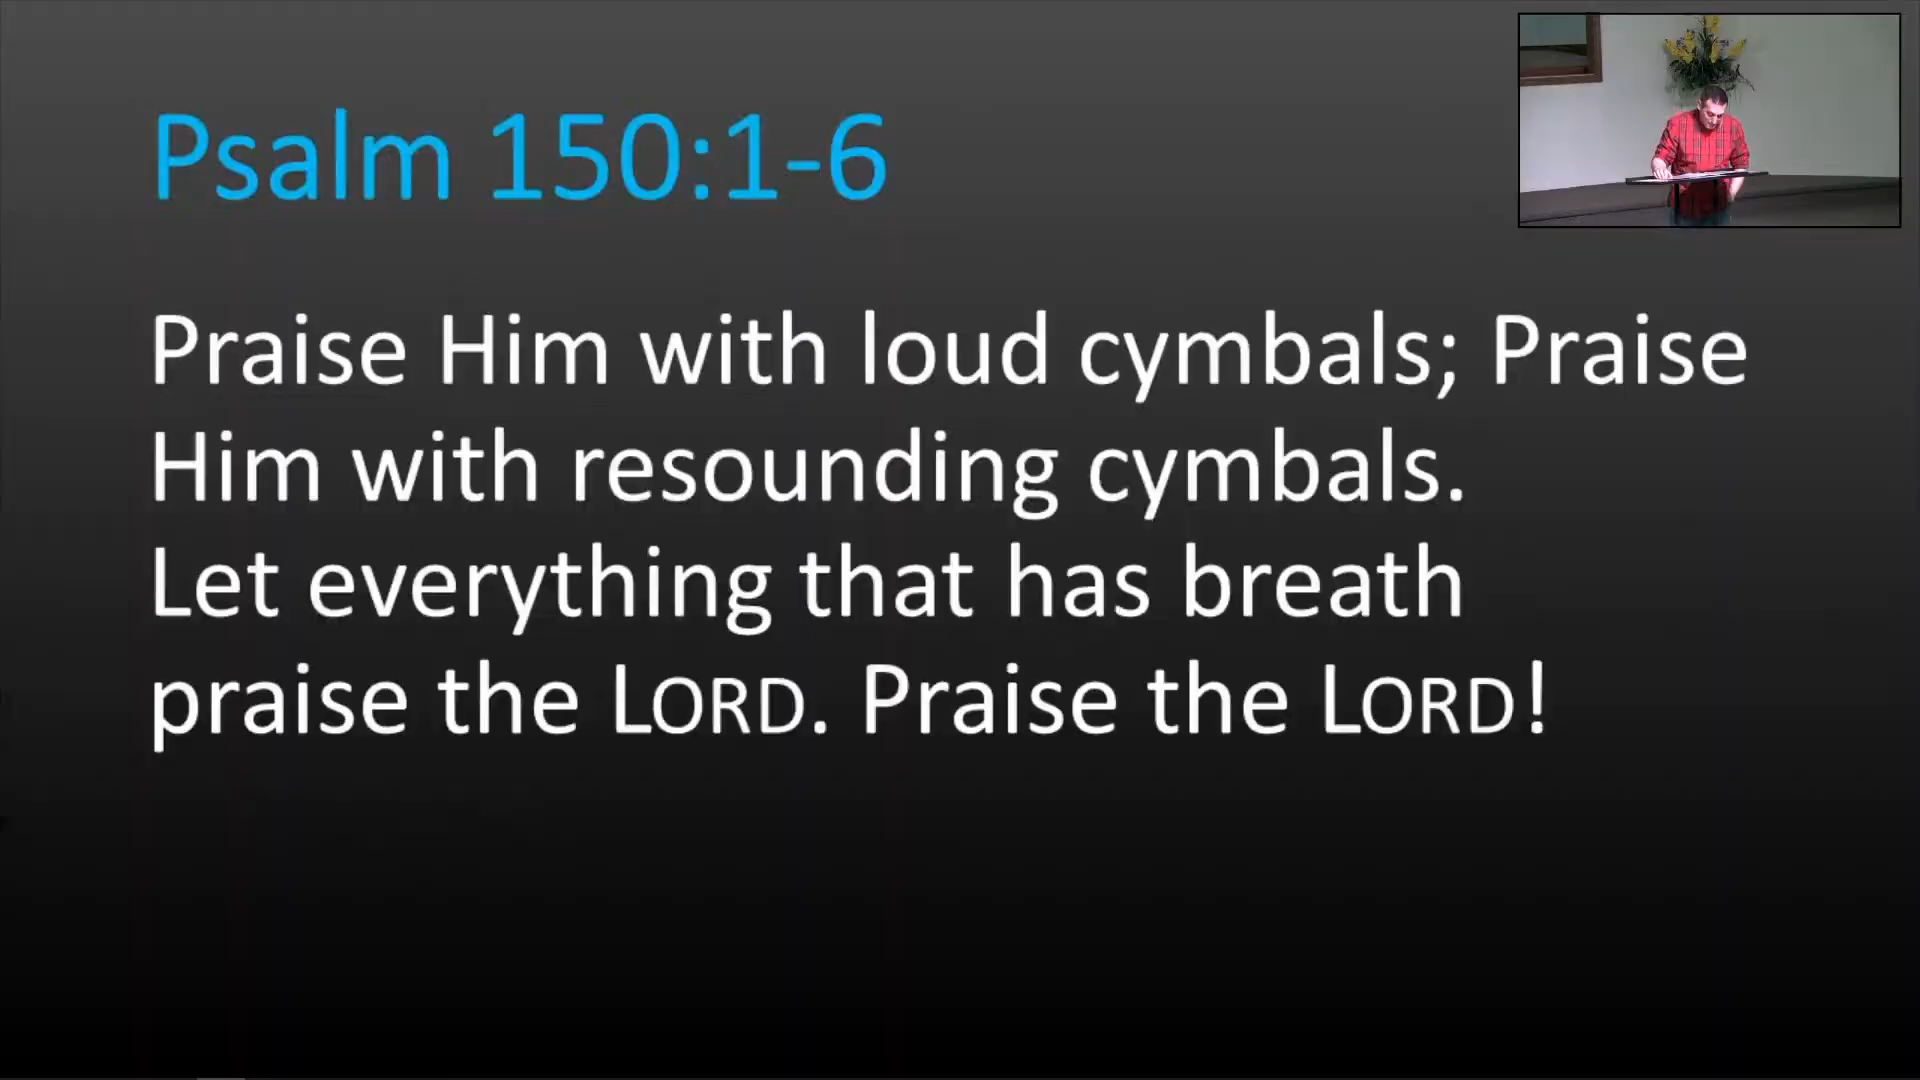 Psalm 150:1-6
Praise Him with loud cymbals; Praise
Him with resounding cymbals.
Let everything that has breath
praise the LORD. Praise the LORD!